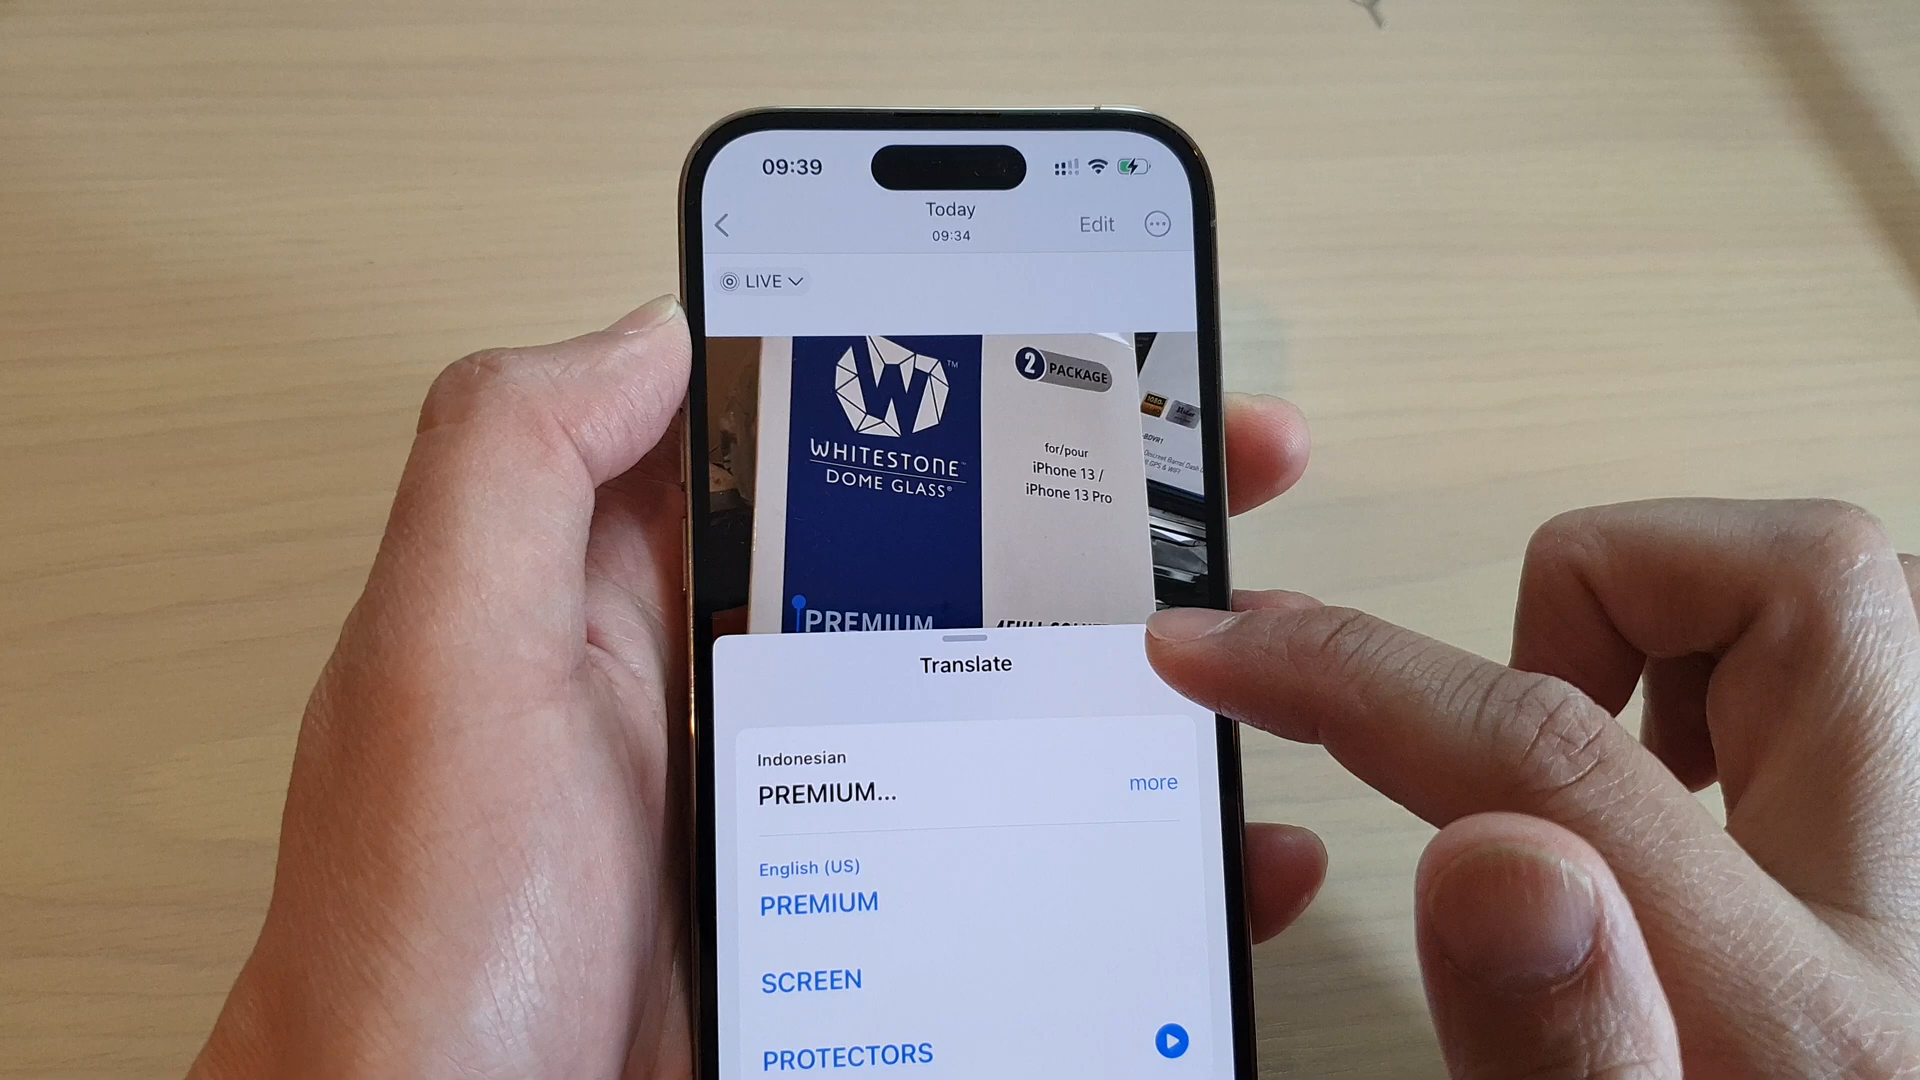 09:39
Today
09:34
Edit
LIVE
W
™
WHITESTONE
DOME GLASS®
2 PACKAGE
for/pour
iPhone 13 /
iPhone 13 Pro
PREMIUM
Translate
Indonesian
PREMIUM...
more
English (US)
PREMIUM
SCREEN
PROTECTORS